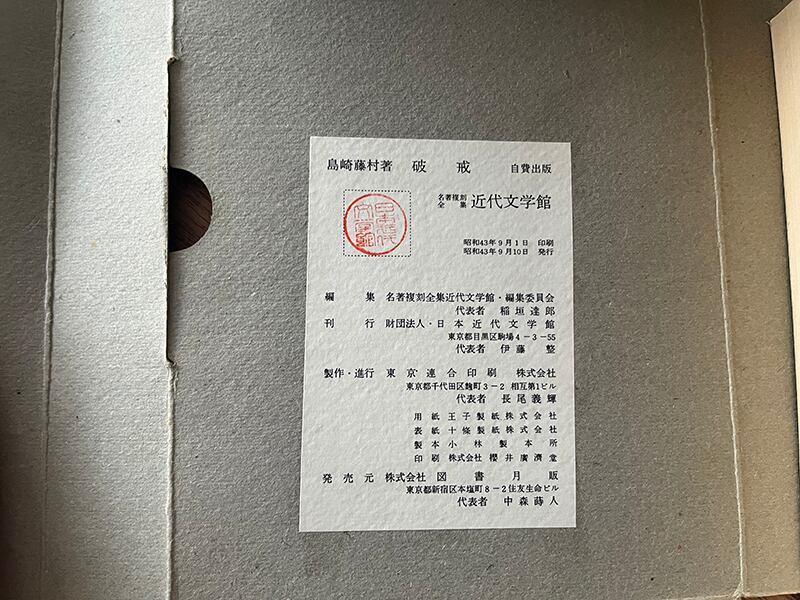 島崎藤村著 破戒 自費出版
名著複刻全集 近代文学館
日本近代文学館
昭和43年9月1日 印刷
昭和43年9月10日 発行
編集 名著複刻全集近代文学館・編集委員会
代表者 稲垣達郎
刊行 財団法人・日本近代文学館
東京都目黒区駒場4-3-55
代表者 伊藤整
製作・進行 東京連合印刷 株式会社
東京都千代田区麹町3-2 相互第1ビル
代表者 長尾義輝
用紙 王子製紙株式会社
表紙 十條製紙株式会社
製本 小林製本所
印刷 株式会社 櫻井廣済堂
発売元 株式会社 図書月販
東京都新宿区本塩町8-2住友生命ビル
代表者 中森蒔人